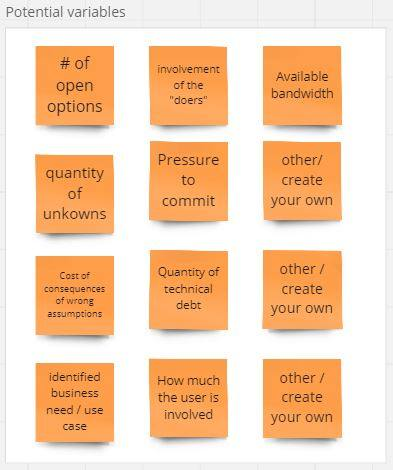 Potential variables
# of
open
options
involvement
of the
"doers"
Available
bandwidth
quantity
of
unkowns
Pressure
to
commit
other/
create
your own
Cost of
consequences
of wrong
assumptions
Quantity of
technical
debt
other /
create
your own
identified
business
need / use
case
How much
the user is
involved
other /
create
your own